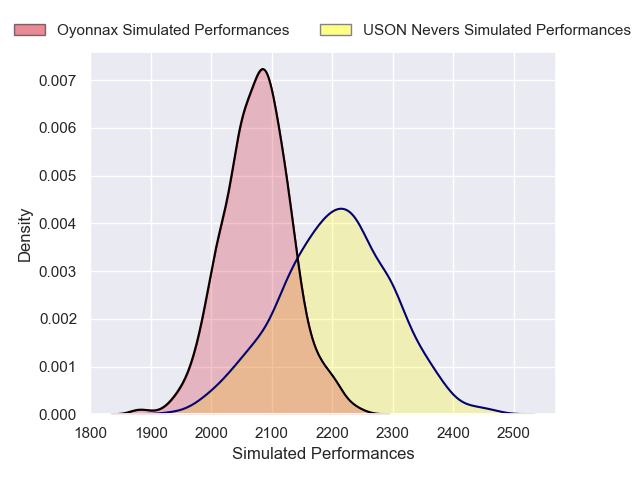 Oyonnax Simulated Performances
USON Nevers Simulated Performances
0.007
0.006
0.005
0.004
0.003
0.002
0.001
0.000
Density
1800 1900 2000 2100 2200 2300 2400 2500
Simulated Performances